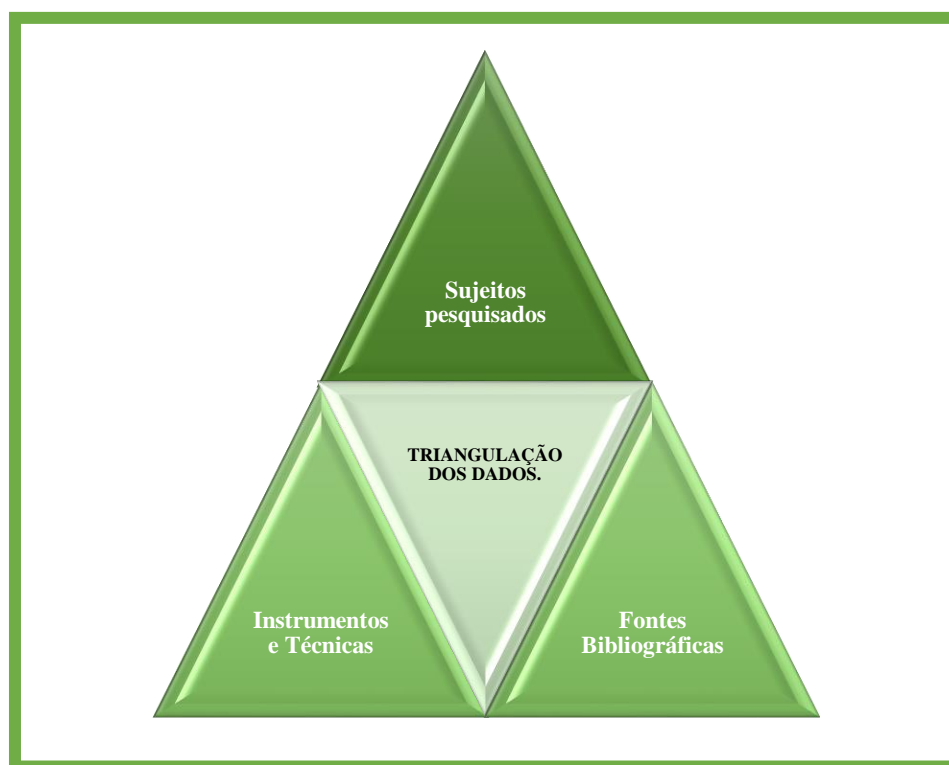 Sujeitos
pesquisados
TRIANGULAÇÃO
DOS DADOS.
Instrumentos
e Técnicas
Fontes
Bibliográficas